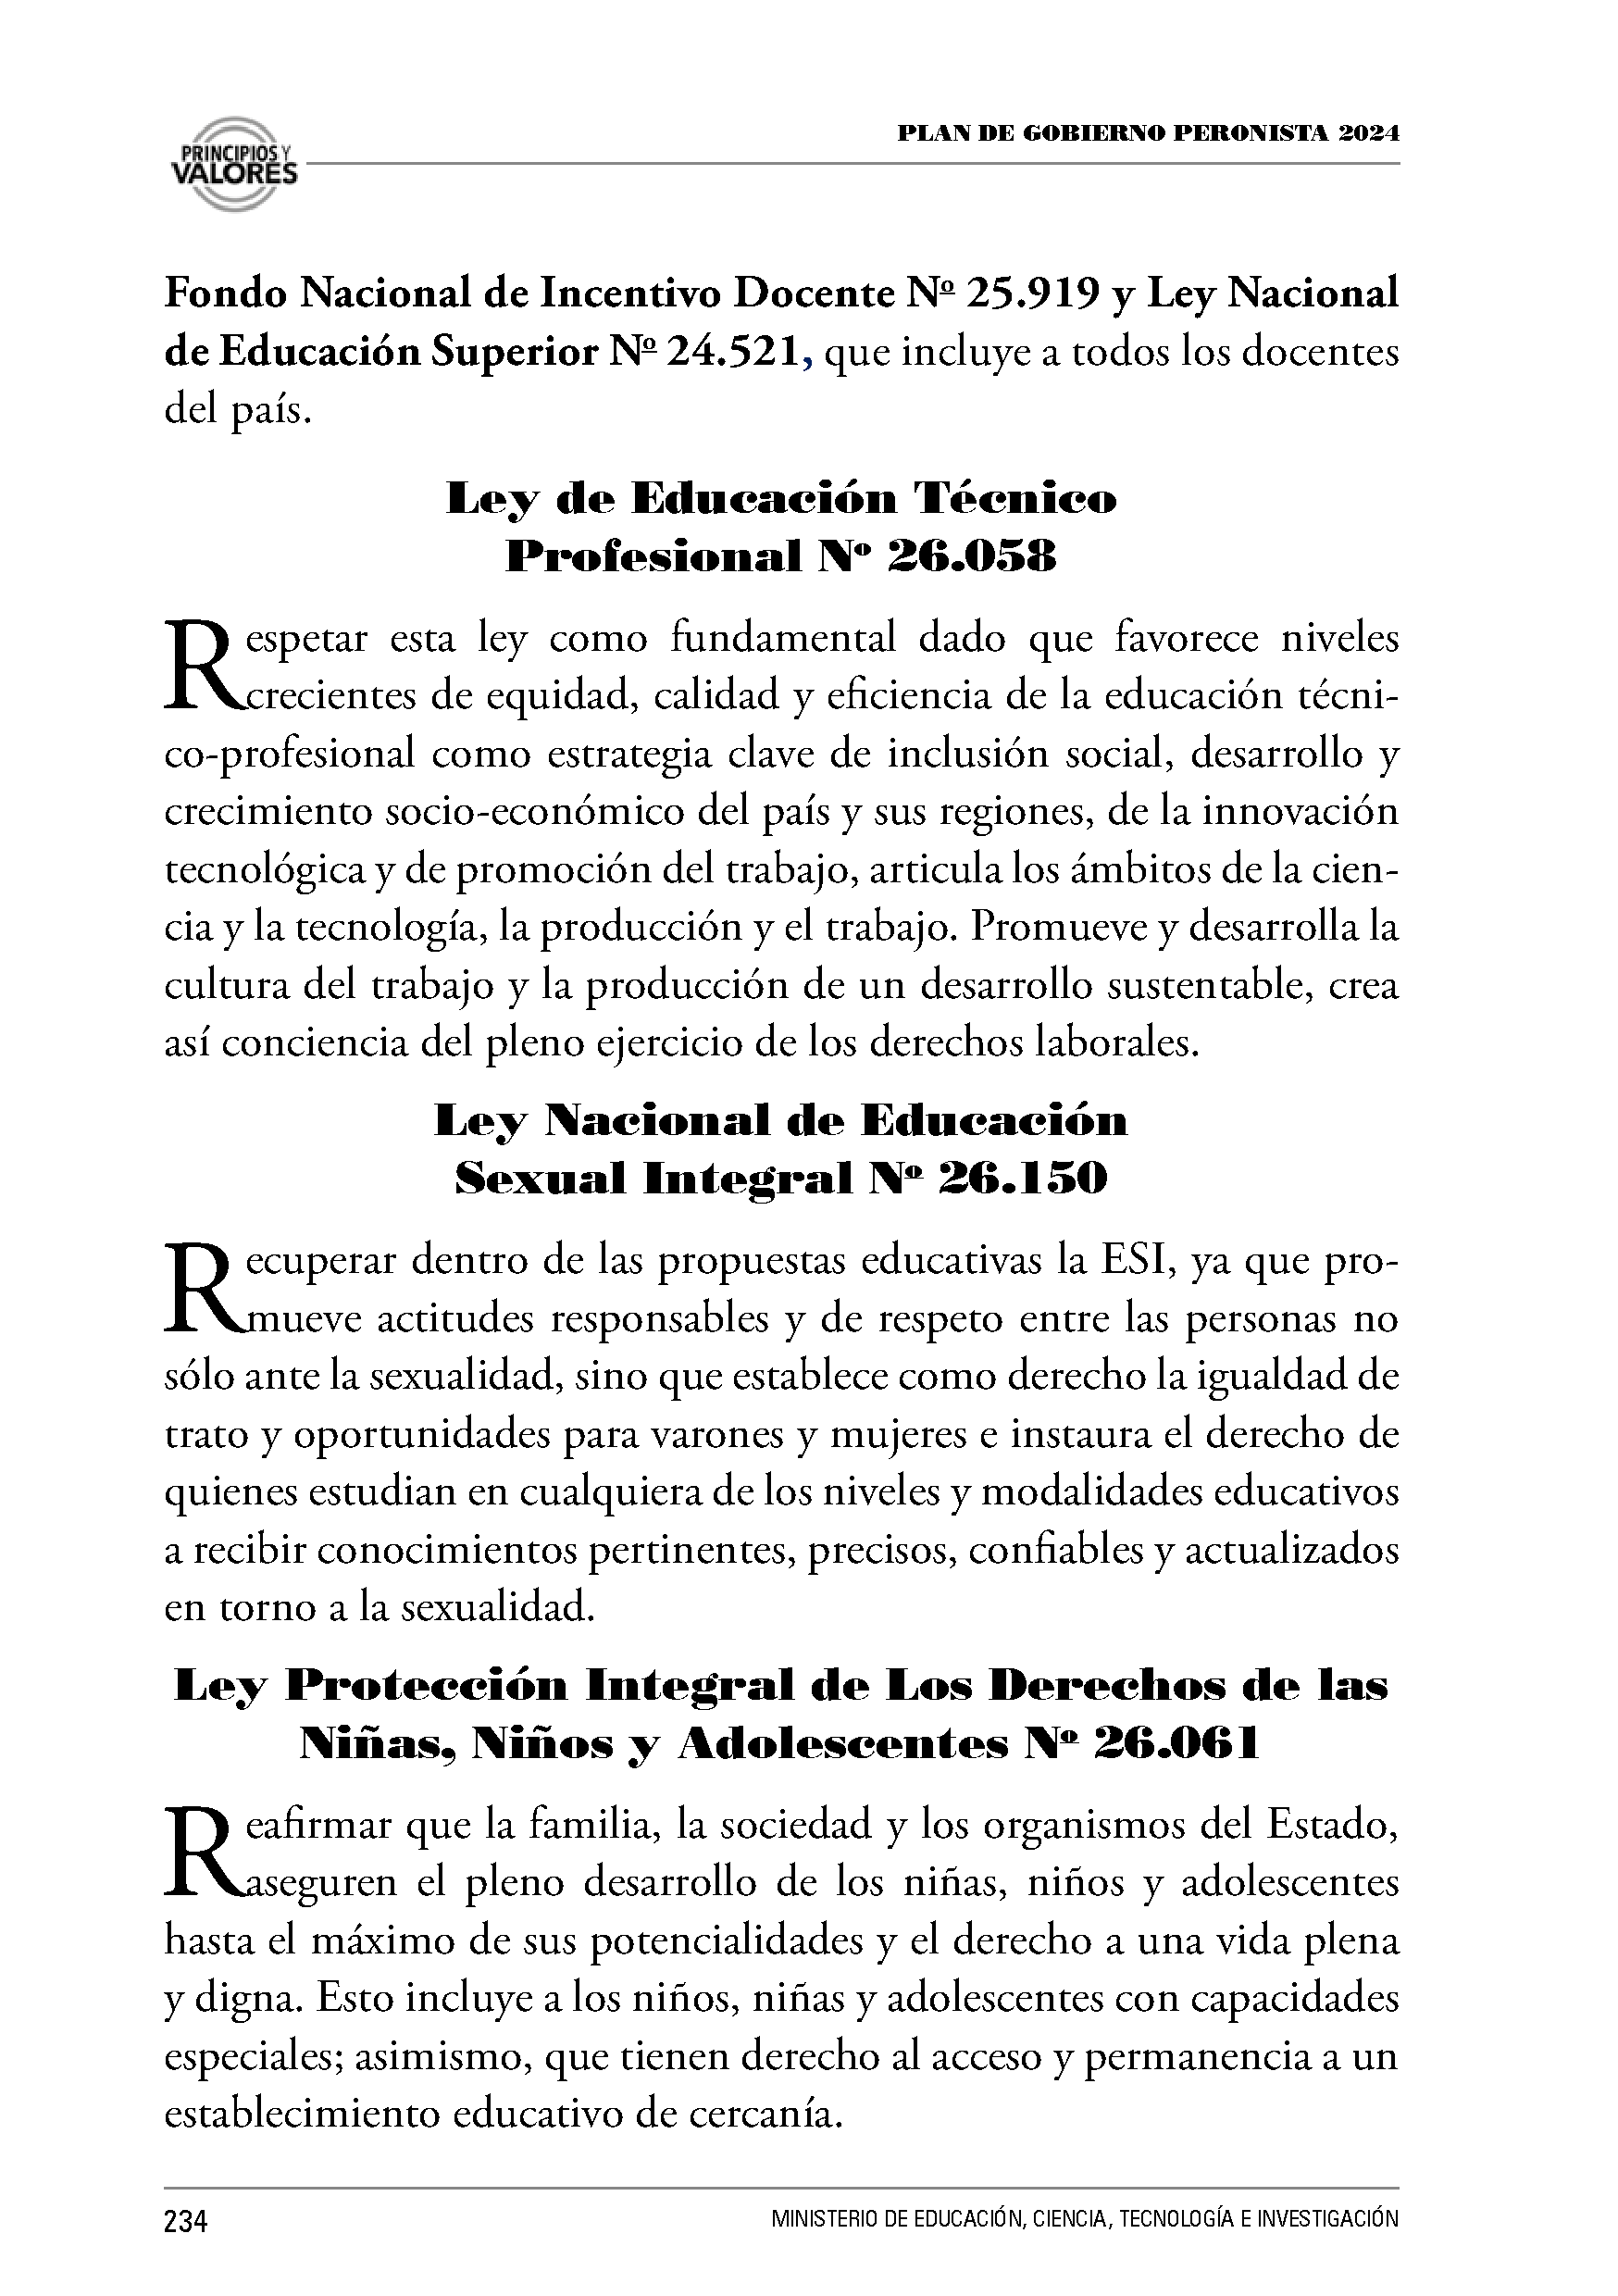 PRINCIPIOS Y
VALORES
PLAN DE GOBIERNO PERONISTA 2024
Fondo Nacional de Incentivo Docente Nº 25.919 y Ley Nacional
de Educación Superior Nº 24.521, que incluye a todos los docentes
del país.
Ley de Educación Técnico
Profesional Nº 26.058
Respetar esta ley como fundamental dado que favorece niveles
crecientes de equidad, calidad y eficiencia de la educación técni-
co-profesional como estrategia clave de inclusión social, desarrollo y
crecimiento socio-económico del país y sus regiones, de la innovación
tecnológica y de promoción del trabajo, articula los ámbitos de la cien-
cia y la tecnología, la producción y el trabajo. Promueve y desarrolla la
cultura del trabajo y la producción de un desarrollo sustentable, crea
así conciencia del pleno ejercicio de los derechos laborales.
Ley Nacional de Educación
Sexual Integral Nº 26.150
Recuperar dentro de las propuestas educativas la ESI, ya que pro-
mueve actitudes responsables y de respeto entre las personas no
sólo ante la sexualidad, sino que establece como derecho la igualdad de
trato y oportunidades para varones y mujeres e instaura el derecho de
quienes estudian en cualquiera de los niveles y modalidades educativos
a recibir conocimientos pertinentes, precisos, confiables y actualizados
en torno a la sexualidad.
Ley Protección Integral de Los Derechos de las
Niñas, Niños y Adolescentes Nº 26.061
Reafirmar que la familia, la sociedad y los organismos del Estado,
aseguren el pleno desarrollo de los niñas, niños y adolescentes
hasta el máximo de sus potencialidades y el derecho a una vida plena
y digna. Esto incluye a los niños, niñas y adolescentes con capacidades
especiales; asimismo, que tienen derecho al acceso y permanencia a un
establecimiento educativo de cercanía.
234
MINISTERIO DE EDUCACIÓN, CIENCIA, TECNOLOGÍA E INVESTIGACIÓN